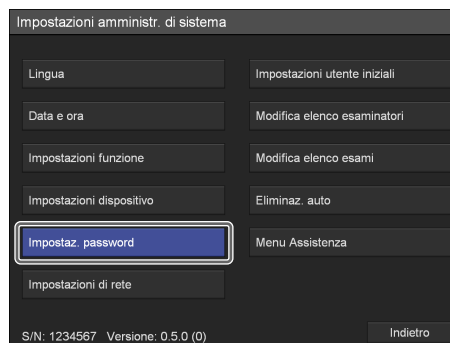 Impostazioni amministr. di sistema
Lingua
Impostazioni utente iniziali
Data e ora
Modifica elenco esaminatori
Impostazioni funzione
Modifica elenco esami
Impostazioni dispositivo
Eliminaz. auto
Impostaz. password
Menu Assistenza
Impostazioni di rete
S/N: 1234567 Versione: 0.5.0 (0)
Indietro